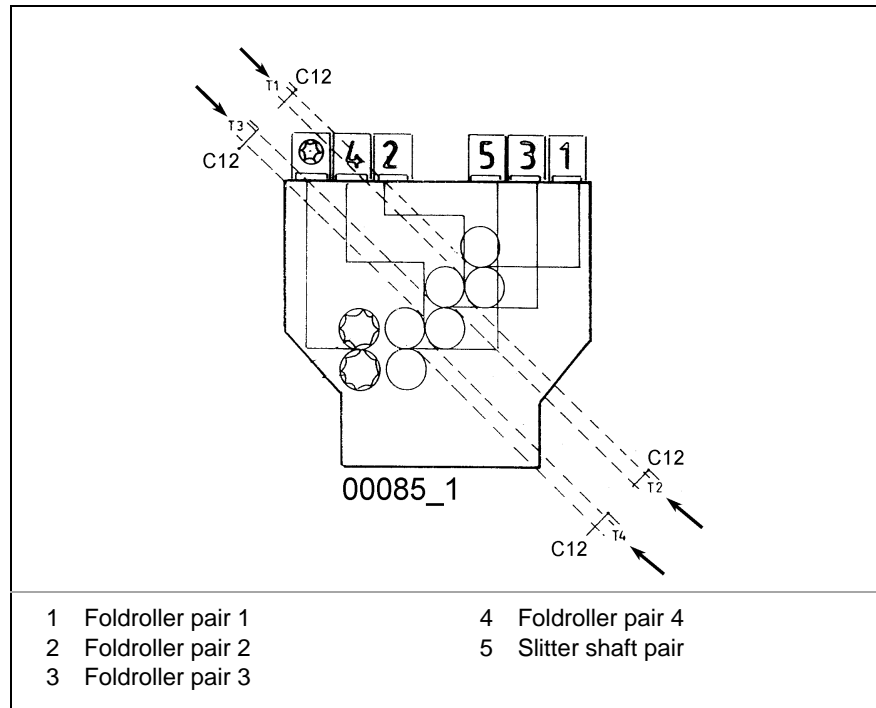 T1 C12
T3
C12
4 2 5 3 1
C12
T2
00085_1
T4
C12
1 Foldroller pair 1
2 Foldroller pair 2
3 Foldroller pair 3
4 Foldroller pair 4
5 Slitter shaft pair